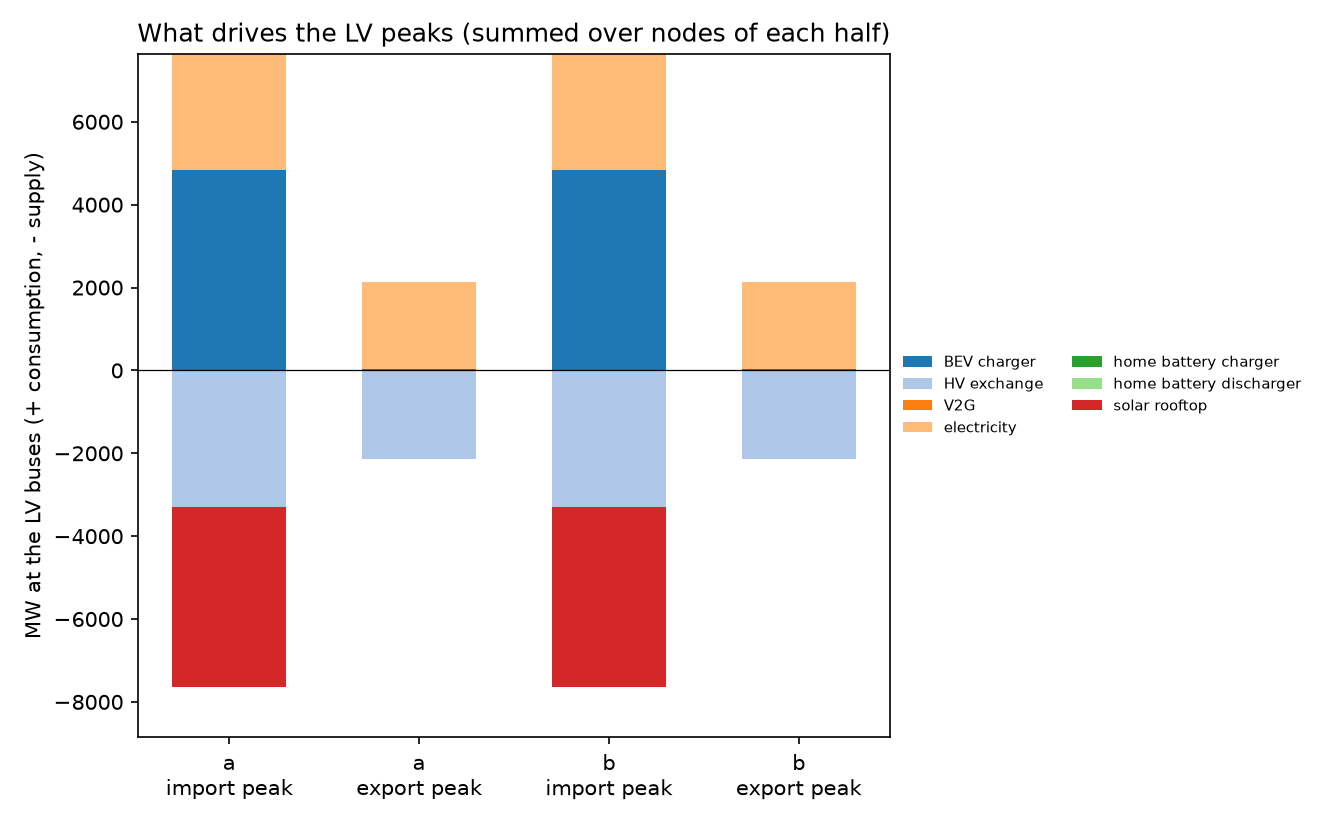 What drives the LV peaks (summed over nodes of each half)
MW at the LV buses (+ consumption, - supply)
6000
4000
2000
0
−2000
−4000
−6000
−8000
a
import peak
a
export peak
b
import peak
b
export peak
BEV charger
HV exchange
V2G
electricity
home battery charger
home battery discharger
solar rooftop